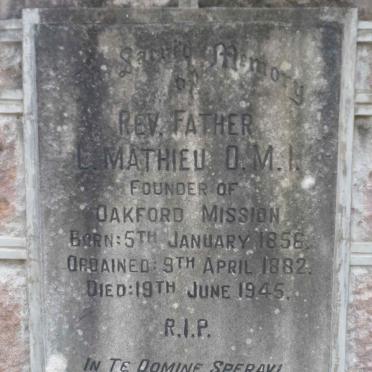 Sacred Memory
of
REV. FATHER
L. MATHIEU O.M.I.
FOUNDER OF
OAKFORD MISSION
BORN: 5TH JANUARY 1856.
ORDAINED: 9TH APRIL 1882.
DIED: 19TH JUNE 1945.
R.I.P.
IN TE DOMINE SPERAVI